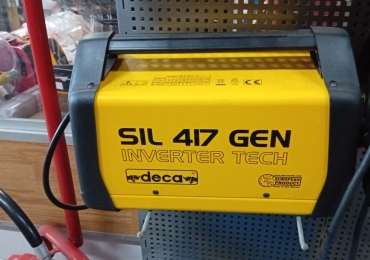 SIL 417 GEN
INVERTER TECH
deca
EUROPEAN
PRODUCT